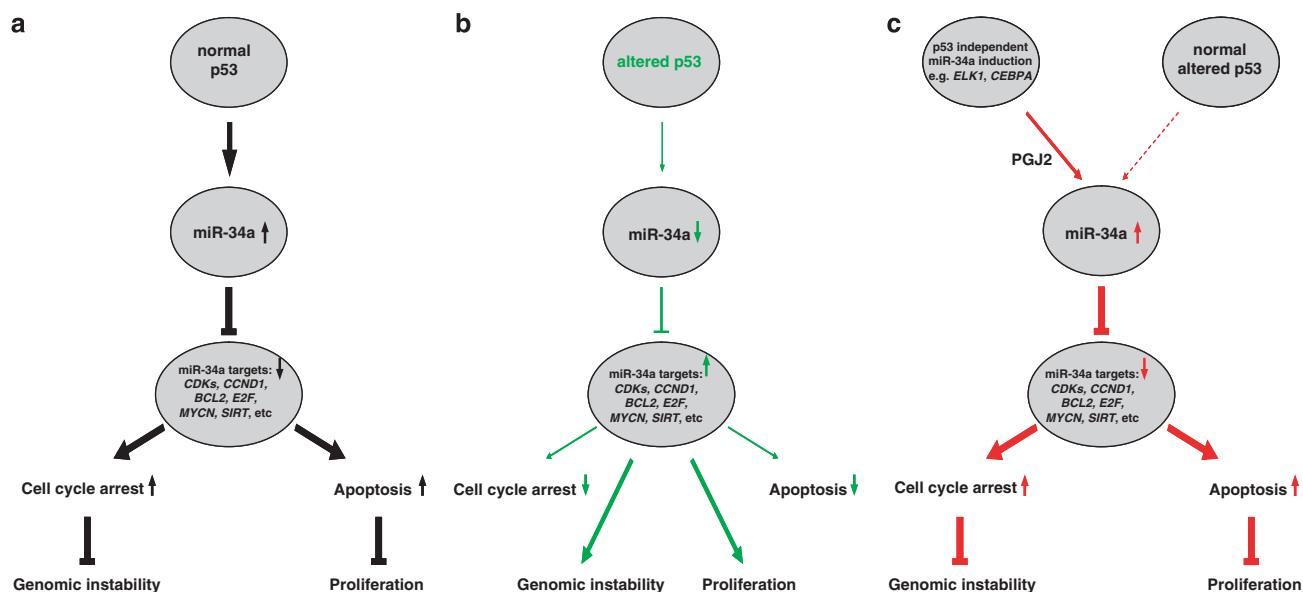 a
normal
p53
miR-34a
miR-34a targets:
CDKs, CCND1,
BCL2, E2F,
MYCN, SIRT, etc
Cell cycle arrest
Apoptosis
Genomic instability
Proliferation
b
altered p53
miR-34a
miR-34a targets:
CDKs, CCND1,
BCL2, E2F,
MYCN, SIRT, etc
Cell cycle arrest
Apoptosis
Genomic instability
Proliferation
c
p53 independent
miR-34a induction
e.g. ELK1, CEBPA
normal
altered p53
PGJ2
miR-34a
miR-34a targets:
CDKs, CCND1,
BCL2, E2F,
MYCN, SIRT, etc
Cell cycle arrest
Apoptosis
Genomic instability
Proliferation